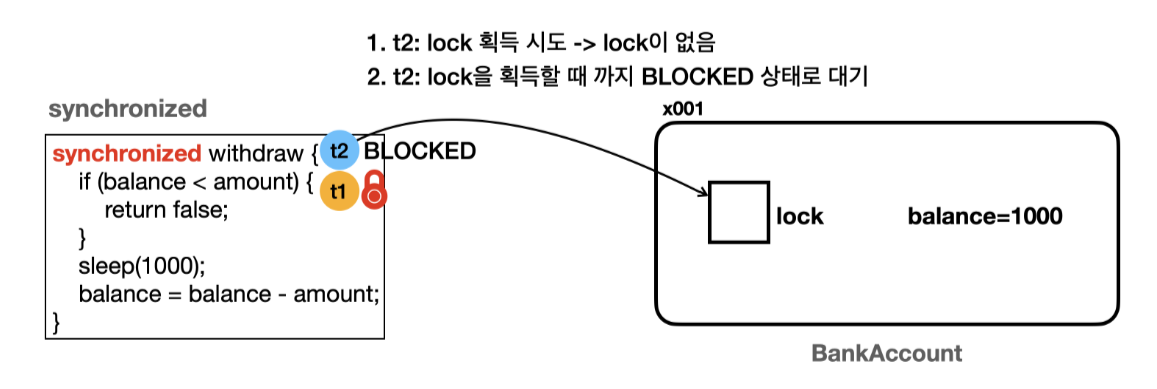 1. t2: lock 획득 시도 -> lock이 없음
2. t2: lock을 획득할 때 까지 BLOCKED 상태로 대기
synchronized
x001
synchronized withdraw { t2 BLOCKED
if (balance < amount) { t1
return false;
}
sleep(1000);
balance = balance - amount;
}
lock
balance=1000
BankAccount